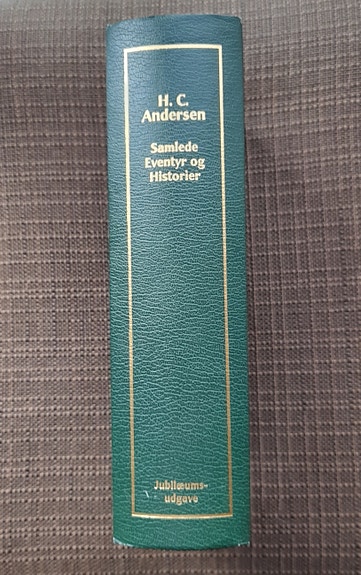 H. C.
Andersen
Samlede
Eventyr og
Historier
Jubilæums-
udgave